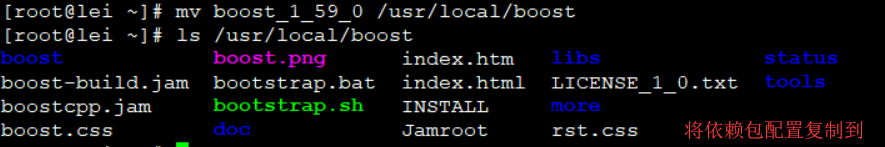 [root@lei ~]# mv boost_1_59_0 /usr/local/boost
[root@lei ~]# ls /usr/local/boost
boost boost.png index.htm libs status
boost-build.jam bootstrap.bat index.html LICENSE_1_0.txt tools
boostcpp.jam bootstrap.sh INSTALL more
boost.css doc Jamroot rst.css 将依赖包配置复制到